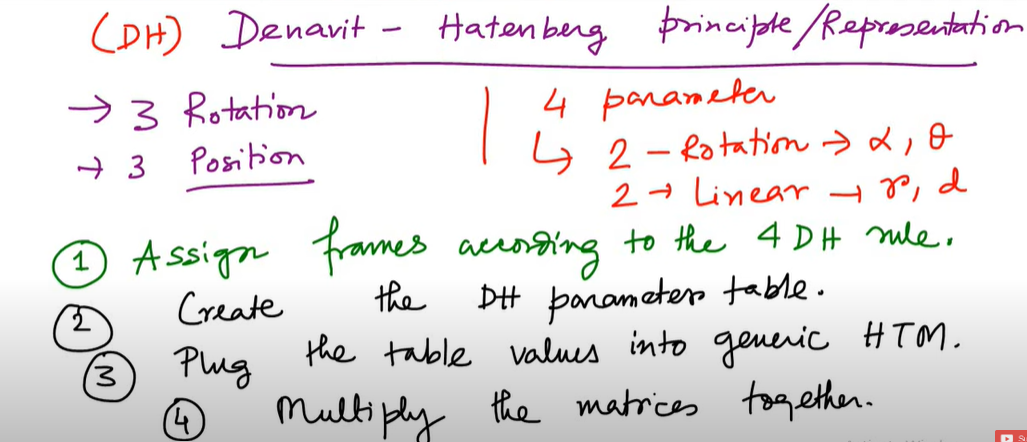 (DH) Denavit - Hatenberg principle/Representation
→ 3 Rotation | 4 parameter
→ 3 Position ↳ 2 - Rotation → α, θ
2 → Linear → r, d
① Assign frames according to the 4 DH rule.
② Create the DH parameter table.
③ Plug the table values into generic HTM.
④ Multiply the matrices together.